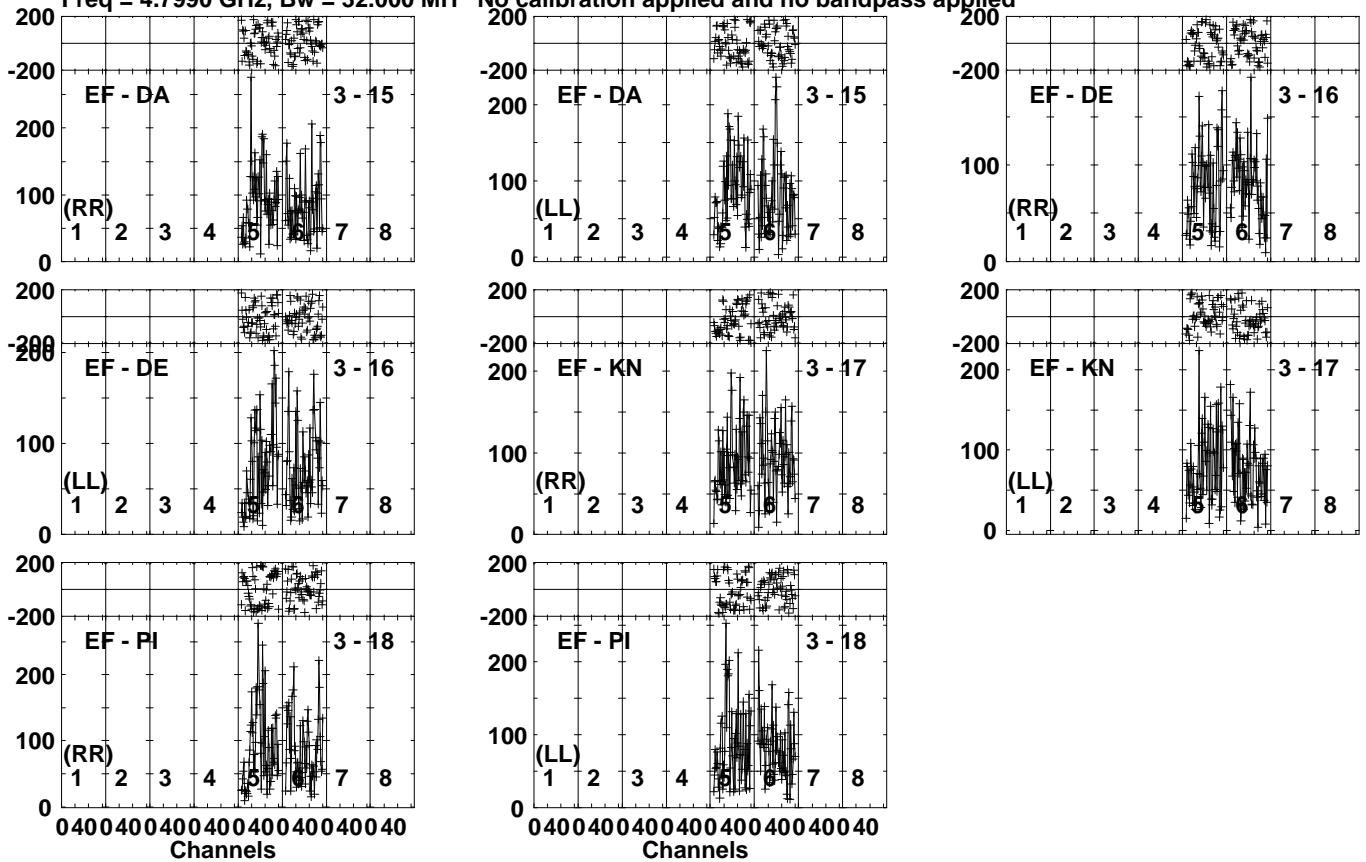 Freq = 4.7990 GHz, Bw = 32.000 MH No calibration applied and no bandpass applied
200 200 200
-200 -200 -200
EF - DA 3 - 15 EF - DA 3 - 15 EF - DE 3 - 16
200 200 200
100 100 100
(RR) (LL) (RR)
1 2 3 4 5 6 7 8 1 2 3 4 5 6 7 8 1 2 3 4 5 6 7 8
0 0 0
200 200 200
-200 -200 -200
200
EF - DE 3 - 16 EF - KN 3 - 17 EF - KN 3 - 17
200 200
100 100 100
(LL) (RR) (LL)
1 2 3 4 5 6 7 8 1 2 3 4 5 6 7 8 1 2 3 4 5 6 7 8
0 0 0
200 200
-200 -200
EF - PI 3 - 18 EF - PI 3 - 18
200 200
100 100
(RR) (LL)
1 2 3 4 5 6 7 8 1 2 3 4 5 6 7 8
0 0
0 40 0 40 0 40 0 40 0 40 0 40 0 40 0 40 0 40 0 40 0 40 0 40 0 40 0 40 0 40 0 40
Channels Channels